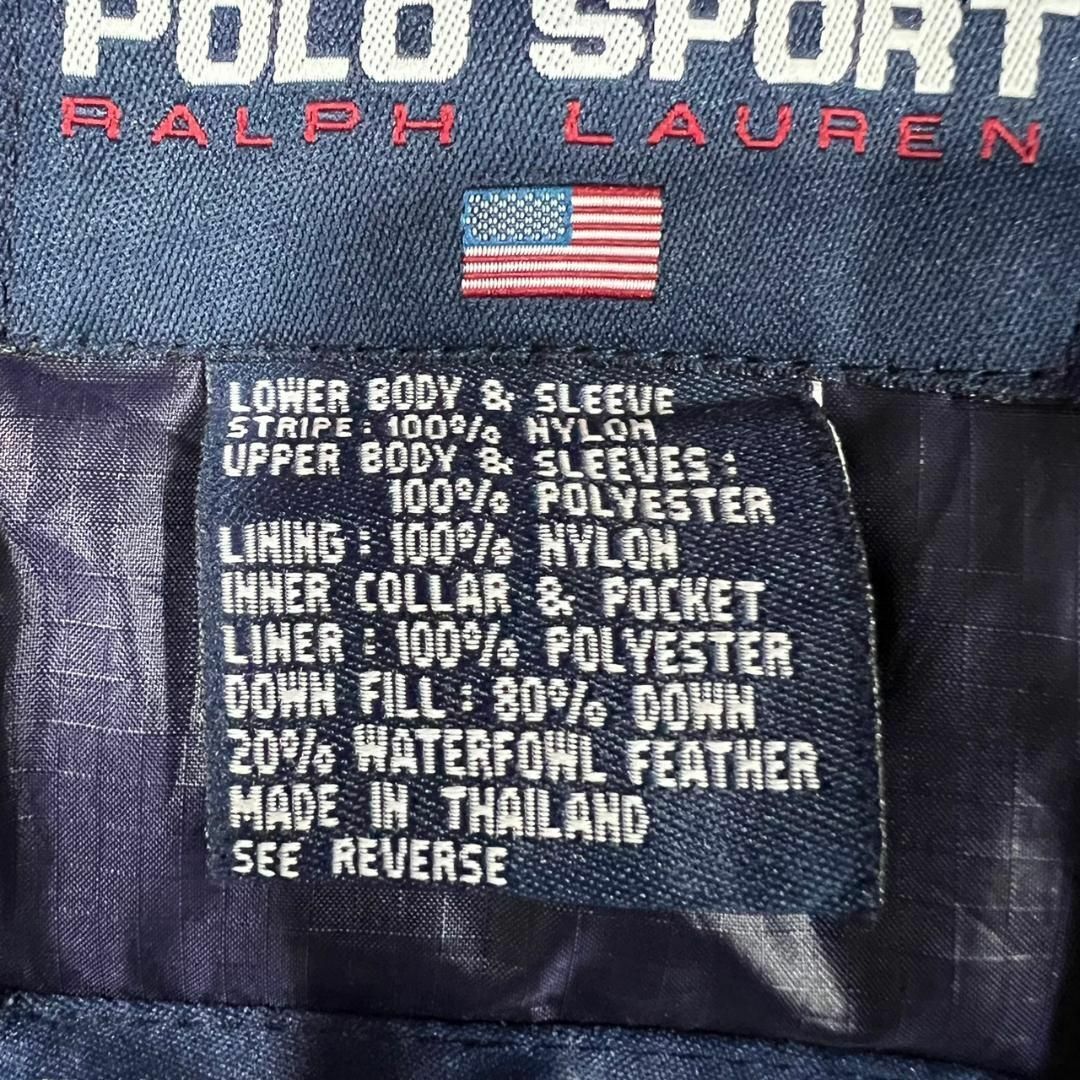 POLO SPORT
RALPH LAUREN
LOWER BODY & SLEEVE
STRIPE: 100% NYLON
UPPER BODY & SLEEVES:
100% POLYESTER
LINING: 100% NYLON
INNER COLLAR & POCKET
LINER: 100% POLYESTER
DOWN FILL: 80% DOWN
20% WATERFOWL FEATHER
MADE IN THAILAND
SEE REVERSE